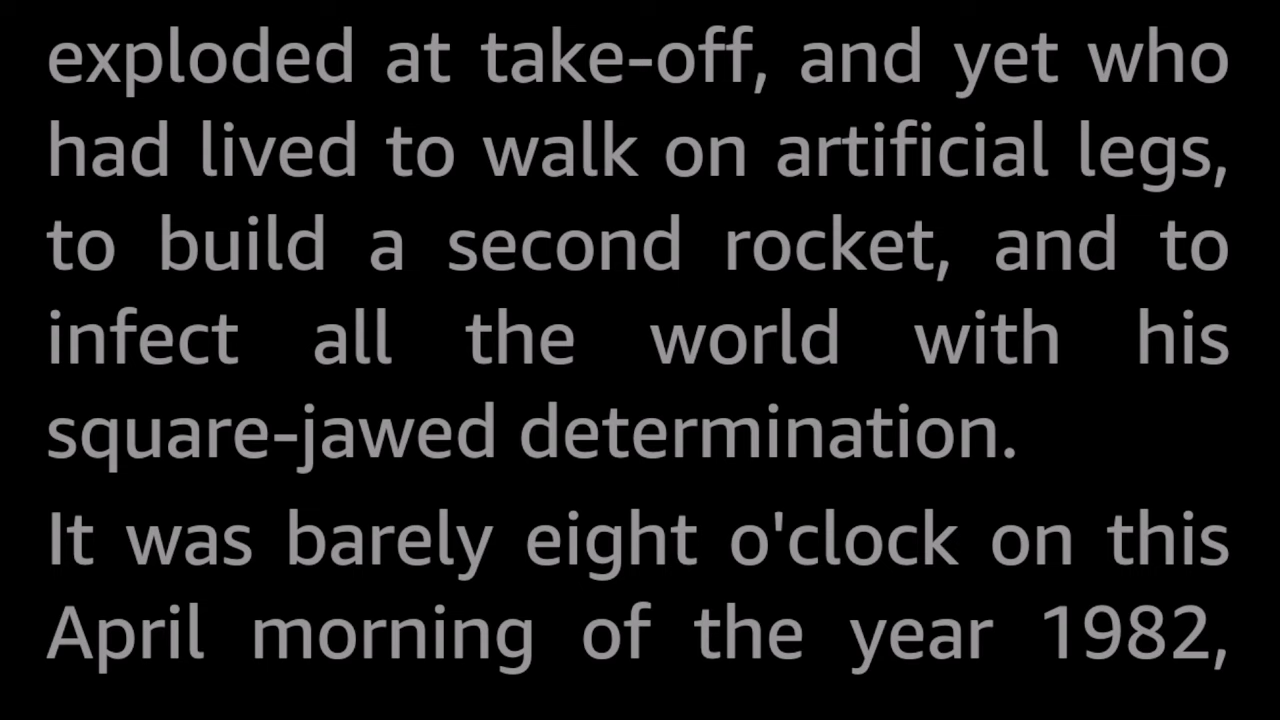 exploded at take-off, and yet who
had lived to walk on artificial legs,
to build a second rocket, and to
infect all the world with his
square-jawed determination.
It was barely eight o'clock on this
April morning of the year 1982,